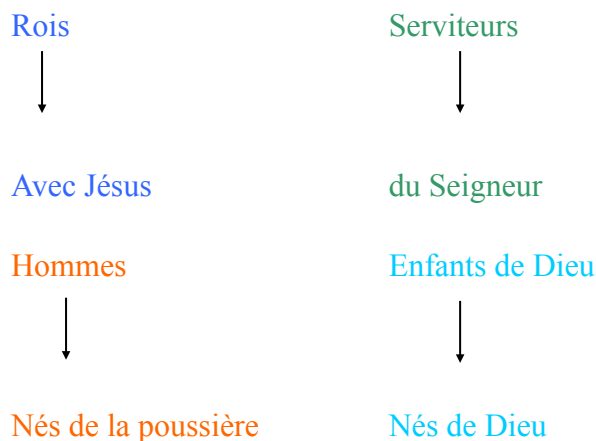 Rois
Serviteurs
Avec Jésus
du Seigneur
Hommes
Enfants de Dieu
Nés de la poussière
Nés de Dieu